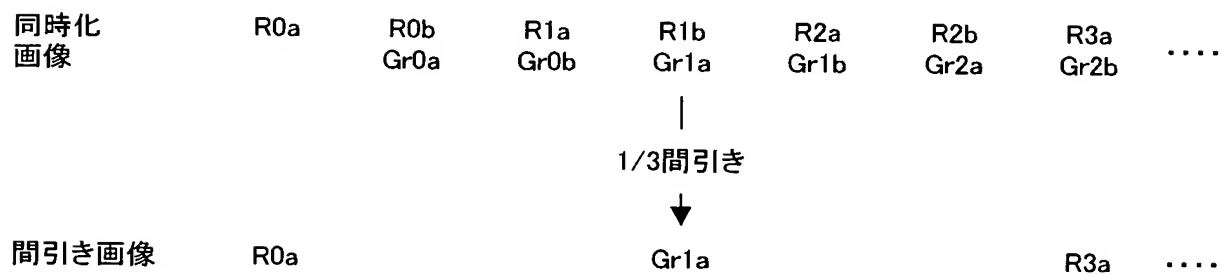 同時化 R0a R0b R1a R1b R2a R2b R3a ....
画像 Gr0a Gr0b Gr1a Gr1b Gr2a Gr2b
1/3間引き
間引き画像 R0a Gr1a R3a ....